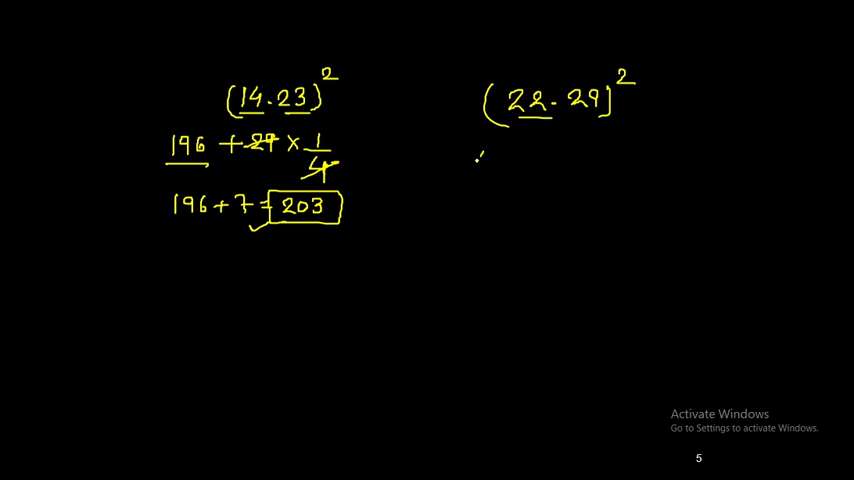 (14.23)²
196 + 29 × 1/4
196 + 7 = 203
(22.29)²
Activate Windows
Go to Settings to activate Windows.
5